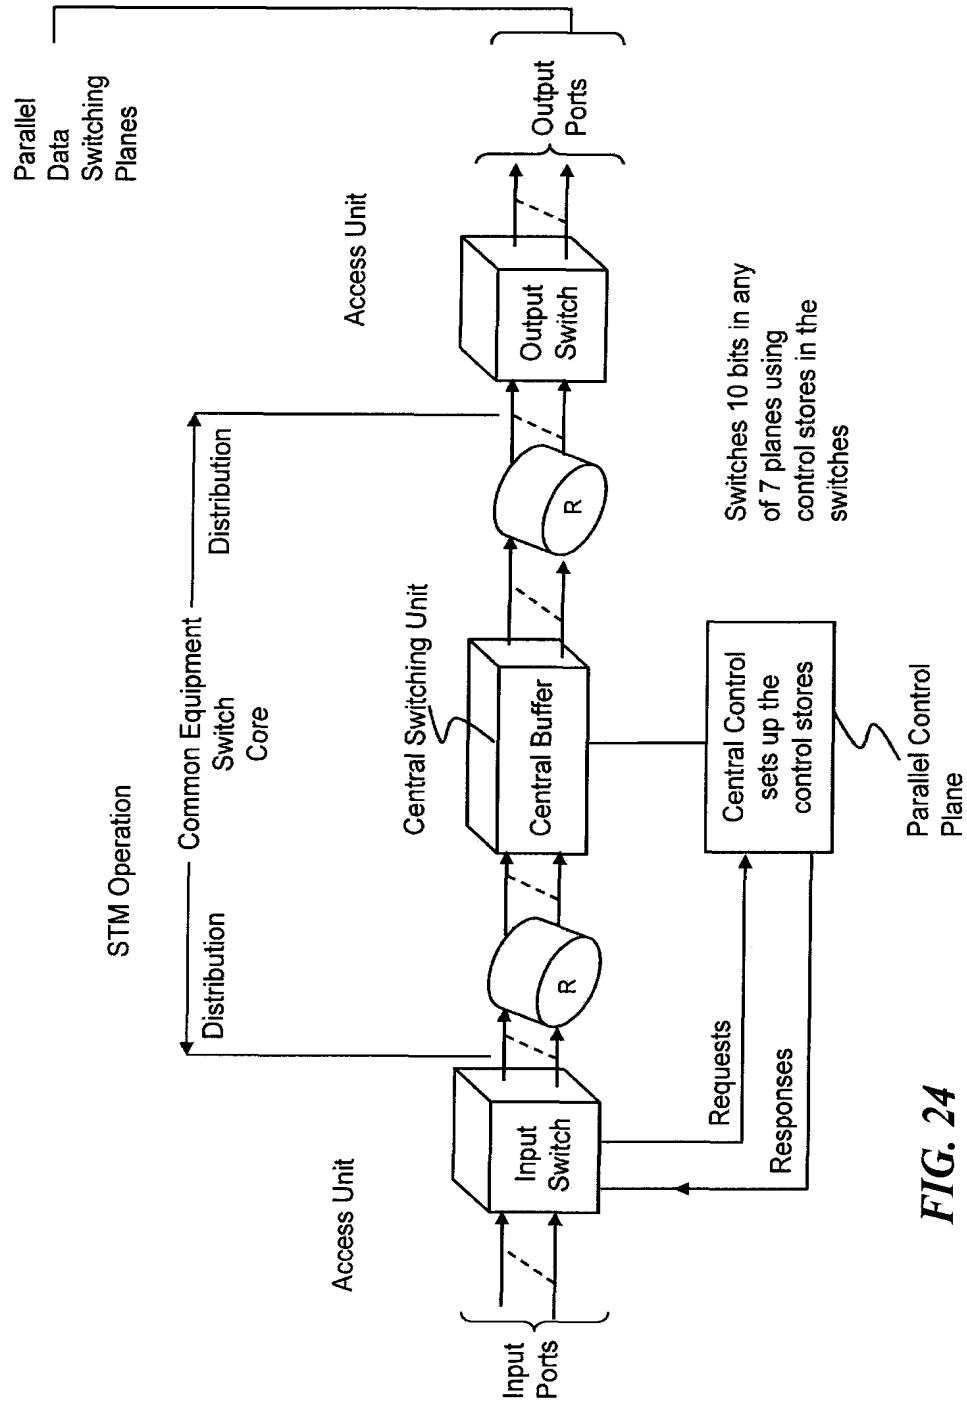 STM Operation
Parallel
Data
Switching
Planes
Distribution
Common Equipment
Switch
Core
Distribution
Access Unit
Central Switching Unit
Access Unit
Input
Ports
Input
Switch
R
Central Buffer
R
Output
Switch
Output
Ports
Requests
Responses
Central Control
sets up the
control stores
Switches 10 bits in any
of 7 planes using
control stores in the
switches
Parallel Control
Plane
FIG. 24